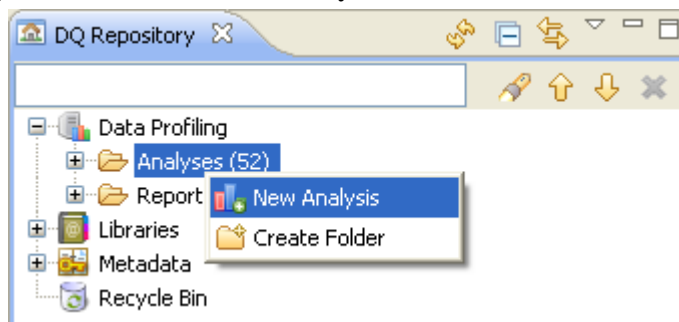 DQ Repository
Data Profiling
Analyses (52)
Report
New Analysis
Libraries
Create Folder
Metadata
Recycle Bin